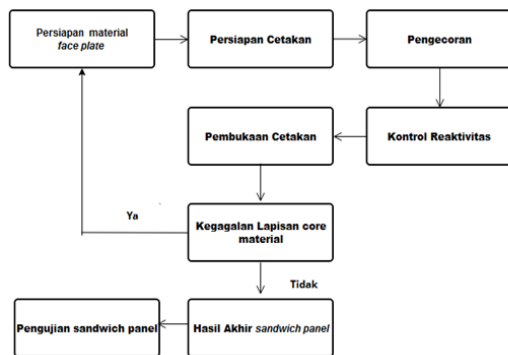 Persiapan material
face plate
Persiapan Cetakan
Pengecoran
Pembukaan Cetakan
Kontrol Reaktivitas
Ya
Kegagalan Lapisan core
material
Tidak
Pengujian sandwich panel
Hasil Akhir sandwich panel